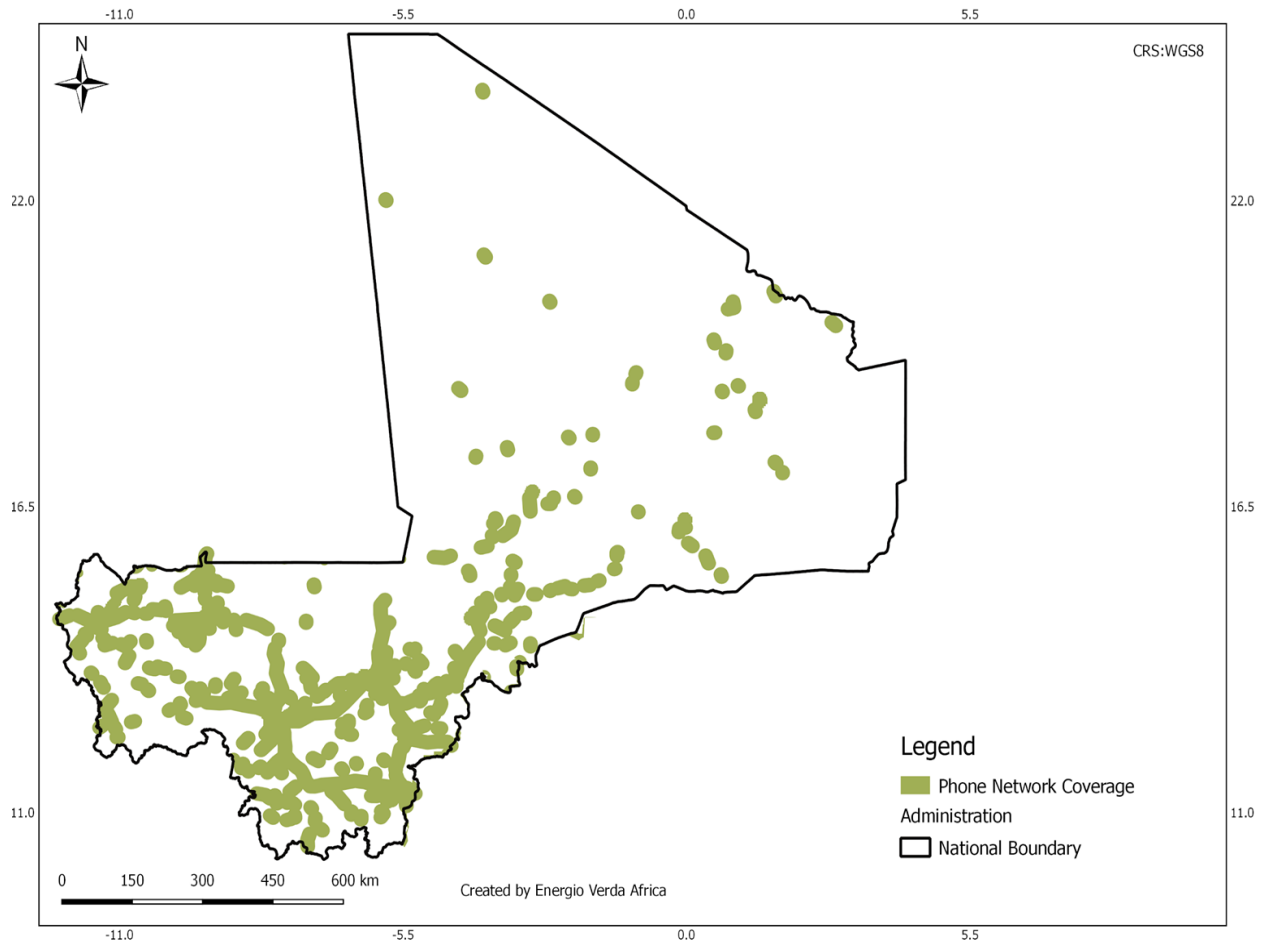 -11.0 -5.5 0.0 5.5
N
CRS:WGS8
22.0 22.0
16.5 16.5
Legend
Phone Network Coverage
Administration
11.0 11.0
National Boundary
0 150 300 450 600 km
Created by Energio Verda Africa
-11.0 -5.5 0.0 5.5